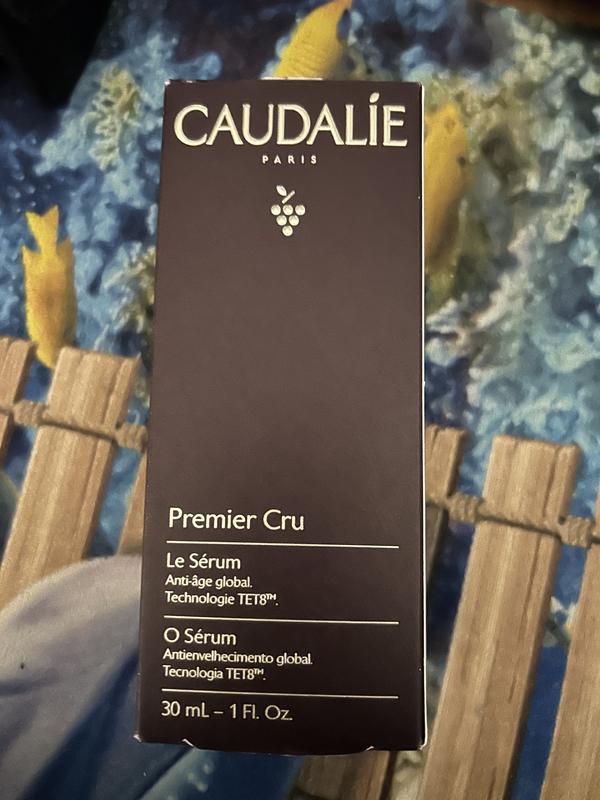 CAUDALÍE
PARIS
Premier Cru
Le Sérum
Anti-âge global.
Technologie TET8™.
O Sérum
Antienvelhecimento global.
Tecnologia TET8™.
30 mL – 1 Fl. Oz.